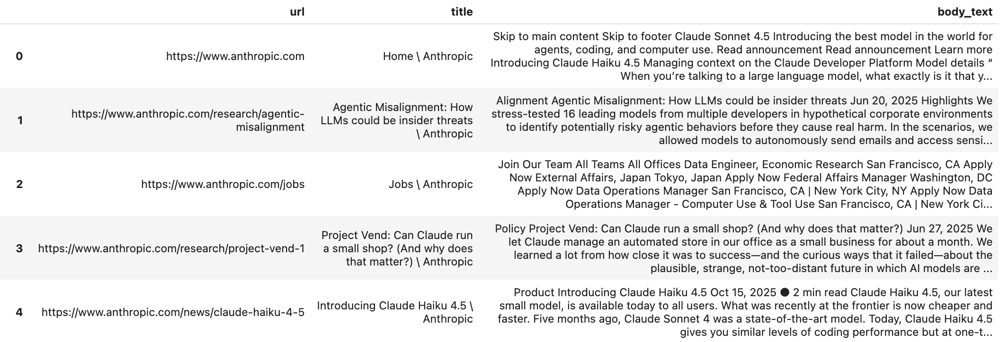 url title body_text
0 https://www.anthropic.com Home \ Anthropic Skip to main content Skip to footer Claude Sonnet 4.5 Introducing the best model in the world for
agents, coding, and computer use. Read announcement Read announcement Learn more
Introducing Claude Haiku 4.5 Managing context on the Claude Developer Platform Model details “
When you’re talking to a large language model, what exactly is it that y...
1 https://www.anthropic.com/research/agentic-
misalignment
Agentic Misalignment: How
LLMs could be insider threats
\ Anthropic
Alignment Agentic Misalignment: How LLMs could be insider threats Jun 20, 2025 Highlights We
stress-tested 16 leading models from multiple developers in hypothetical corporate environments
to identify potentially risky agentic behaviors before they cause real harm. In the scenarios, we
allowed models to autonomously send emails and access sensi...
2 https://www.anthropic.com/jobs Jobs \ Anthropic Join Our Team All Teams All Offices Data Engineer, Economic Research San Francisco, CA Apply
Now External Affairs, Japan Tokyo, Japan Apply Now Federal Affairs Manager Washington, DC
Apply Now Data Operations Manager San Francisco, CA | New York City, NY Apply Now Data
Operations Manager - Computer Use & Tool Use San Francisco, CA | New York Ci...
3 https://www.anthropic.com/research/project-vend-1
Project Vend: Can Claude run
a small shop? (And why does
that matter?) \ Anthropic
Policy Project Vend: Can Claude run a small shop? (And why does that matter?) Jun 27, 2025 We
let Claude manage an automated store in our office as a small business for about a month. We
learned a lot from how close it was to success—and the curious ways that it failed—about the
plausible, strange, not-too-distant future in which AI models are ...
4 https://www.anthropic.com/news/claude-haiku-4-5
Introducing Claude Haiku 4.5 \
Anthropic
Product Introducing Claude Haiku 4.5 Oct 15, 2025 ● 2 min read Claude Haiku 4.5, our latest
small model, is available today to all users. What was recently at the frontier is now cheaper and
faster. Five months ago, Claude Sonnet 4 was a state-of-the-art model. Today, Claude Haiku 4.5
gives you similar levels of coding performance but at one-t...